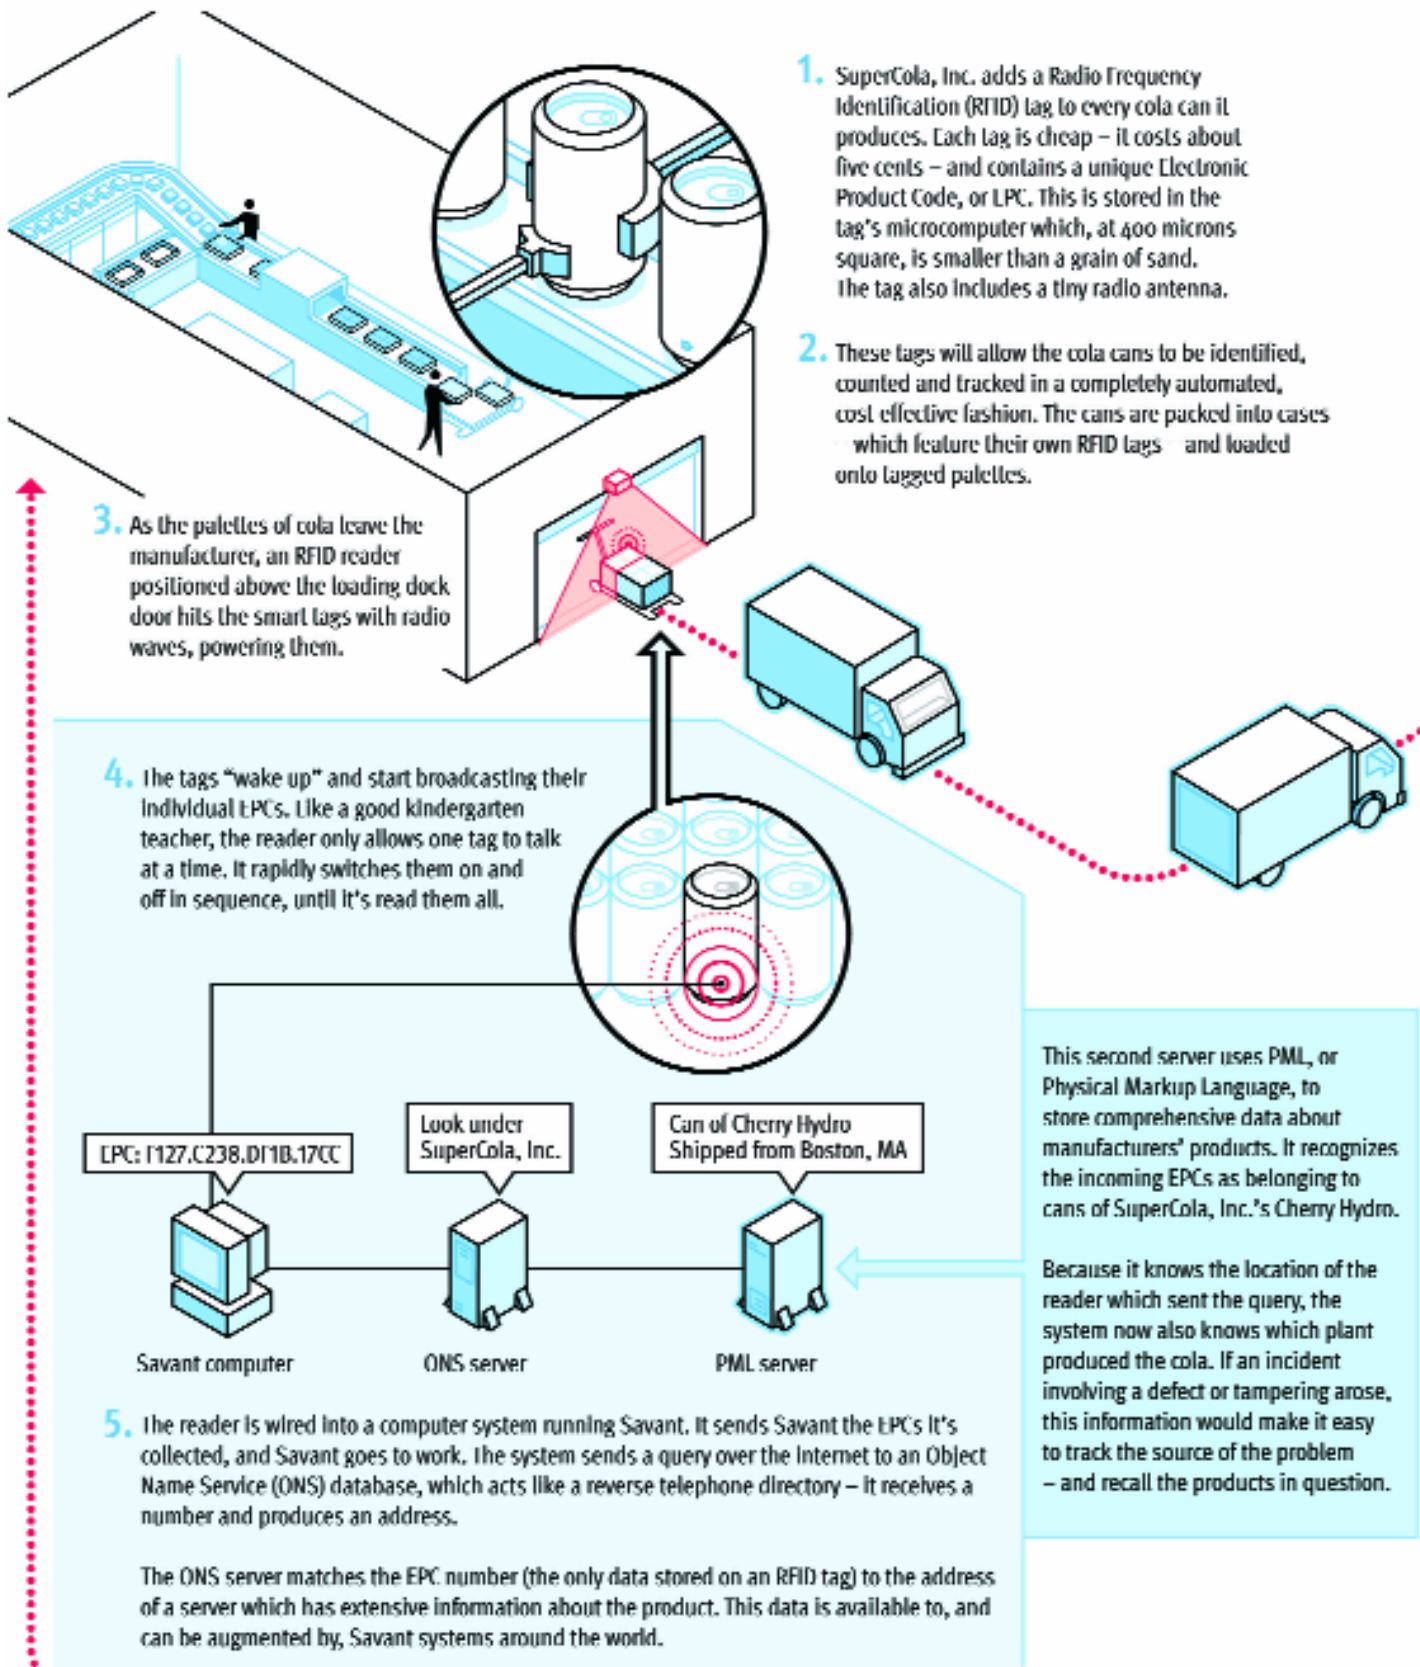 1. SuperCola, Inc. adds a Radio Frequency
Identification (RFID) tag to every cola can it
produces. Each tag is cheap – it costs about
five cents – and contains a unique Electronic
Product Code, or EPC. This is stored in the
tag's microcomputer which, at 400 microns
square, is smaller than a grain of sand.
The tag also includes a tiny radio antenna.
2. These tags will allow the cola cans to be identified,
counted and tracked in a completely automated,
cost effective fashion. The cans are packed into cases
which feature their own RFID tags and loaded
onto tagged palettes.
3. As the palettes of cola leave the
manufacturer, an RFID reader
positioned above the loading dock
door hits the smart tags with radio
waves, powering them.
4. The tags “wake up” and start broadcasting their
individual EPCs. Like a good kindergarten
teacher, the reader only allows one tag to talk
at a time. It rapidly switches them on and
off in sequence, until it's read them all.
EPC: F127.C238.DF1B.17CC
Look under
SuperCola, Inc.
Can of Cherry Hydro
Shipped from Boston, MA
Savant computer
ONS server
PML server
This second server uses PML, or
Physical Markup Language, to
store comprehensive data about
manufacturers' products. It recognizes
the incoming EPCs as belonging to
cans of SuperCola, Inc.'s Cherry Hydro.
Because it knows the location of the
reader which sent the query, the
system now also knows which plant
produced the cola. If an incident
involving a defect or tampering arose,
this information would make it easy
to track the source of the problem
– and recall the products in question.
5. The reader is wired into a computer system running Savant. It sends Savant the EPCs it's
collected, and Savant goes to work. The system sends a query over the Internet to an Object
Name Service (ONS) database, which acts like a reverse telephone directory – it receives a
number and produces an address.
The ONS server matches the EPC number (the only data stored on an RFID tag) to the address
of a server which has extensive information about the product. This data is available to, and
can be augmented by, Savant systems around the world.